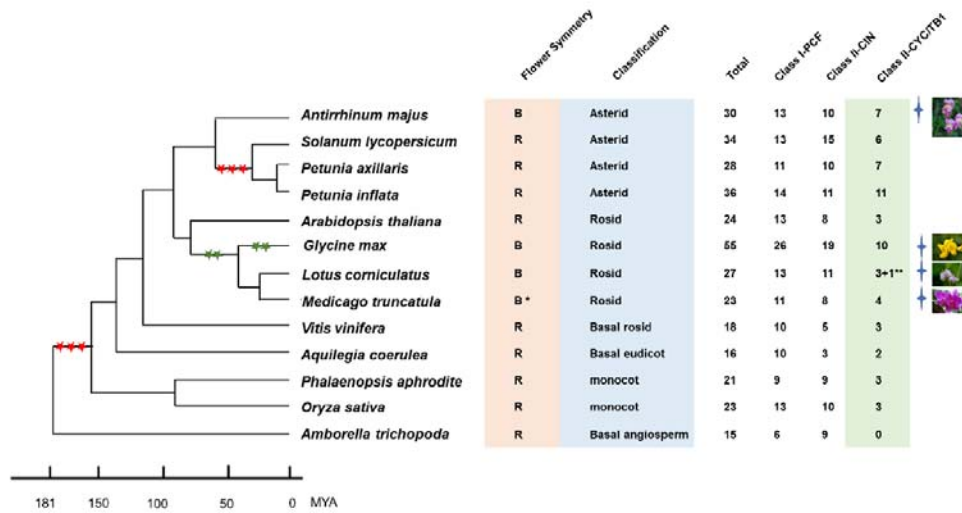 Flower Symmetry Classification Total Class I-PCF Class II-CIN Class II-CYC/TB1
Antirrhinum majus B Asterid 30 13 10 7
Solanum lycopersicum R Asterid 34 13 15 6
Petunia axillaris R Asterid 28 11 10 7
Petunia inflata R Asterid 36 14 11 11
Arabidopsis thaliana R Rosid 24 13 8 3
Glycine max B Rosid 55 26 19 10
Lotus corniculatus B Rosid 27 13 11 3+1**
Medicago truncatula B * Rosid 23 11 8 4
Vitis vinifera R Basal rosid 18 10 5 3
Aquilegia coerulea R Basal eudicot 16 10 3 2
Phalaenopsis aphrodite R monocot 21 9 9 3
Oryza sativa R monocot 23 13 10 3
Amborella trichopoda R Basal angiosperm 15 6 9 0
181 150 100 50 0 MYA